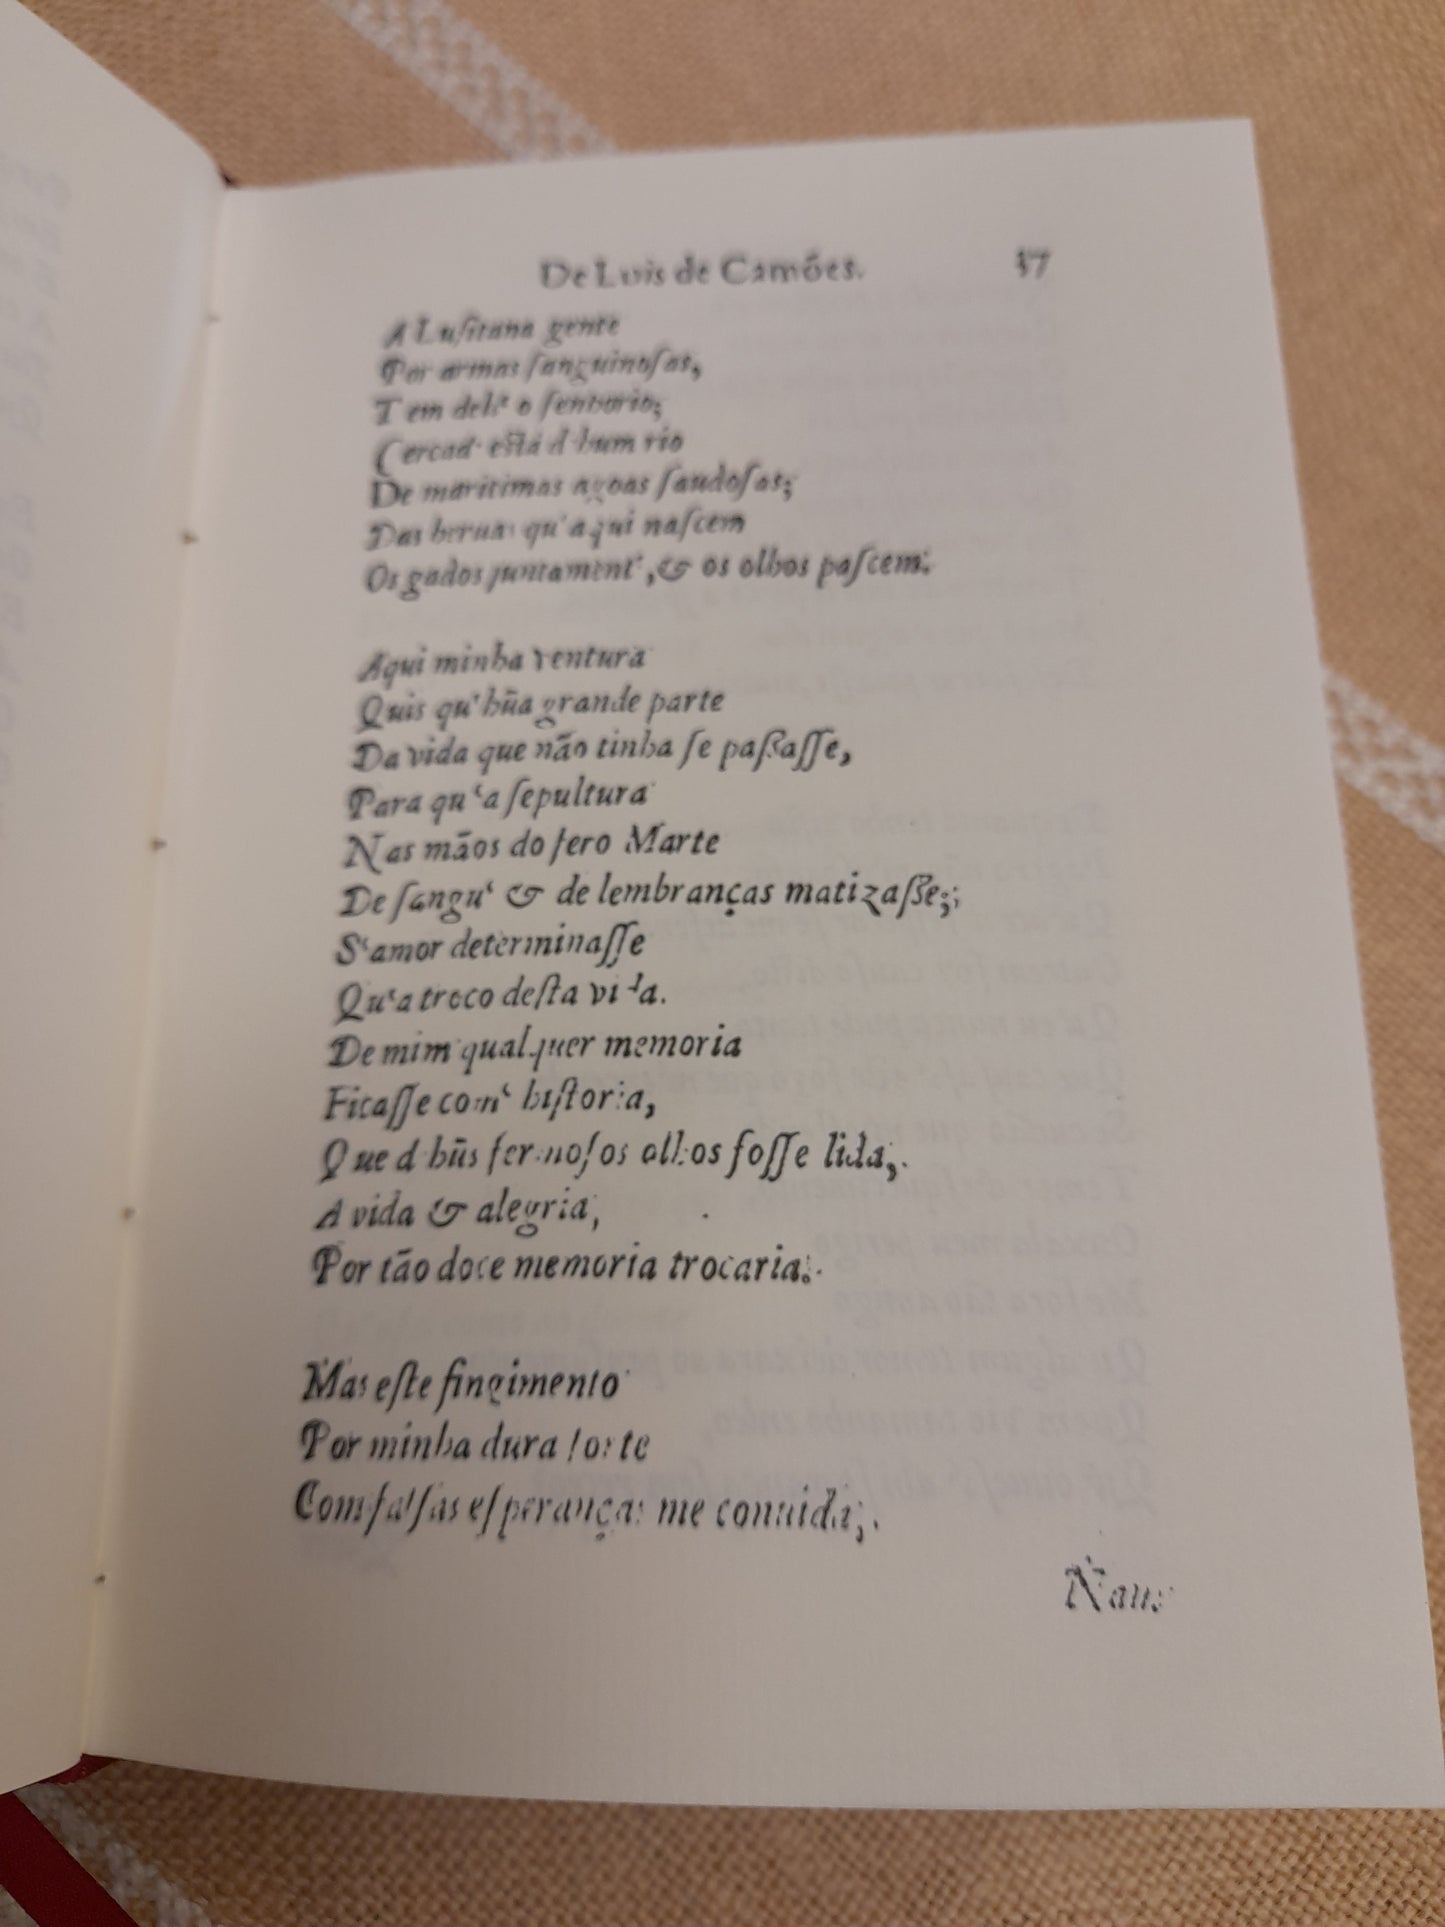 De Luis de Camões. 37
A Luſitana gente
Por armas ſanguinoſas,
Tem delł o ſenhorio;
Cercad' eſtá d'hum rio
De maritimas agoas ſaudoſas;
Das heruas qu'aqui naſcem
Os gados juntament', & os olhos paſcem.
Aqui minha ventura
Quis qu'hũa grande parte
Da vida que não tinha ſe paßaſſe,
Para qu'a ſepultura
Nas mãos do fero Marte
De ſangu' & de lembranças matizaſße;
S'amor determinaſſe
Qu'a troco deſta vida.
De mim qualquer memoria
Ficaſſe com' hiſtoria,
Que d'hũs fermoſos olhos foſſe lida,
A vida & alegria,
Por tão doce memoria trocaria.
Mas eſte fingimento
Por minha dura ſorte
Com falſas eſperanças me conuida;